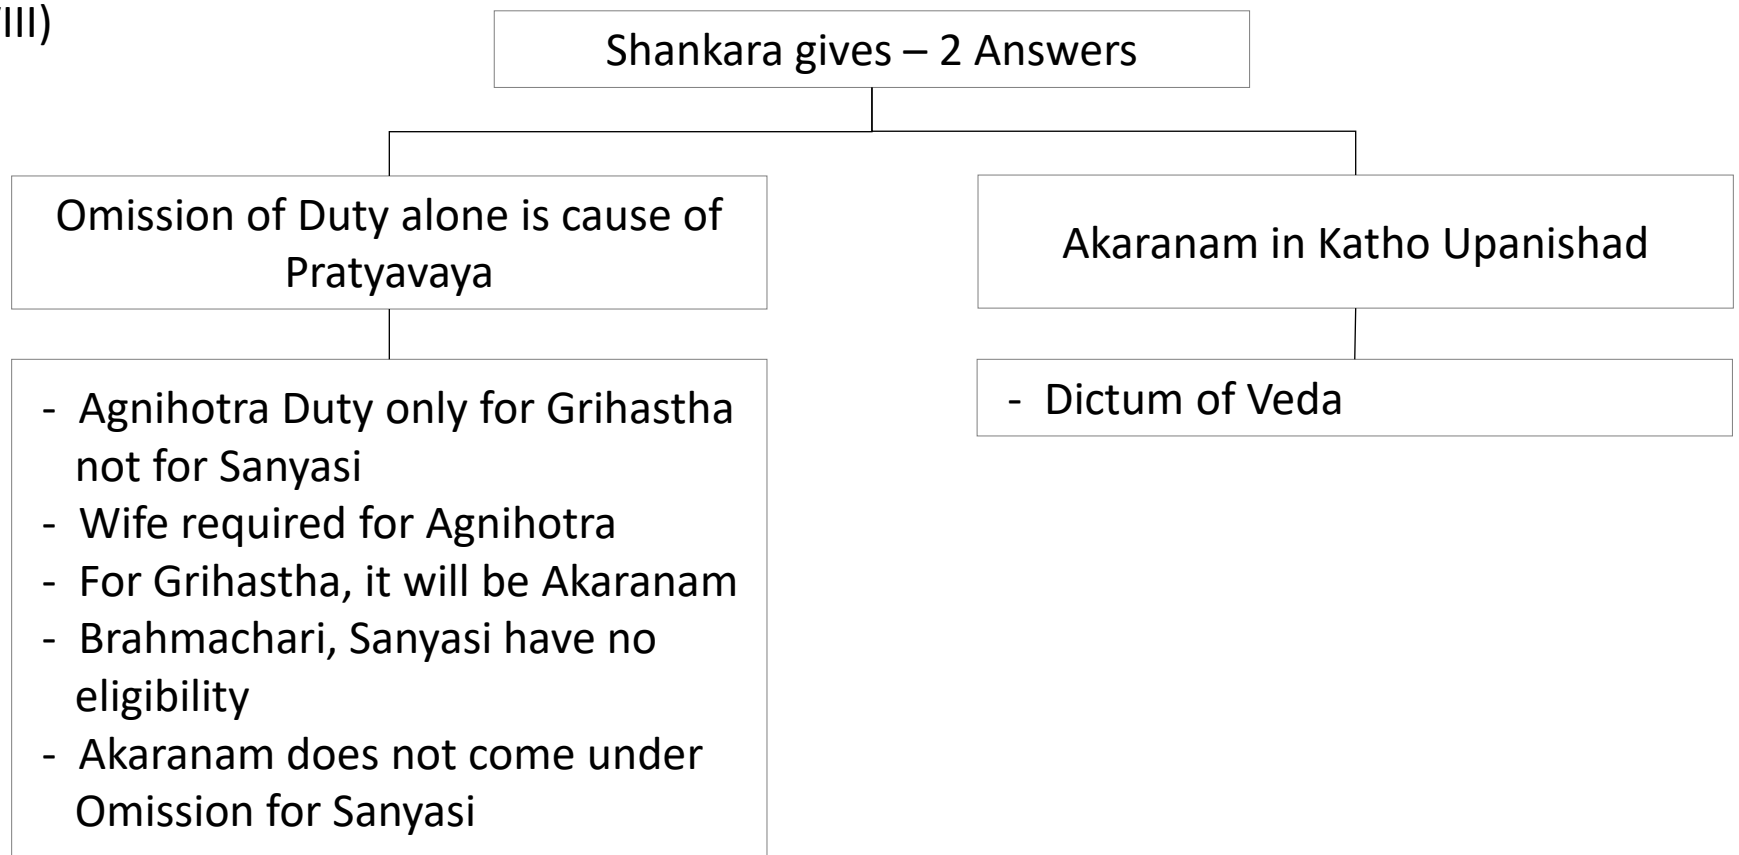 VIII)
Shankara gives – 2 Answers
Omission of Duty alone is cause of
Pratyavaya
Akaranam in Katho Upanishad
- Agnihotra Duty only for Grihastha
not for Sanyasi
- Wife required for Agnihotra
- For Grihastha, it will be Akaranam
- Brahmachari, Sanyasi have no
eligibility
- Akaranam does not come under
Omission for Sanyasi
- Dictum of Veda